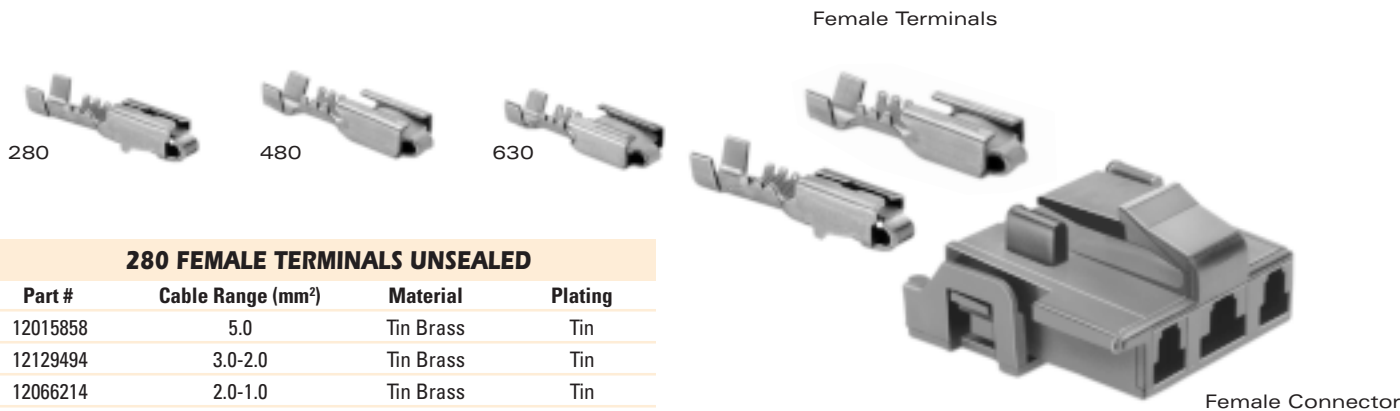 Female Terminals
280
480
630
280 FEMALE TERMINALS UNSEALED
Part # Cable Range (mm²) Material Plating
12015858 5.0 Tin Brass Tin
12129494 3.0-2.0 Tin Brass Tin
12066214 2.0-1.0 Tin Brass Tin
Female Connector